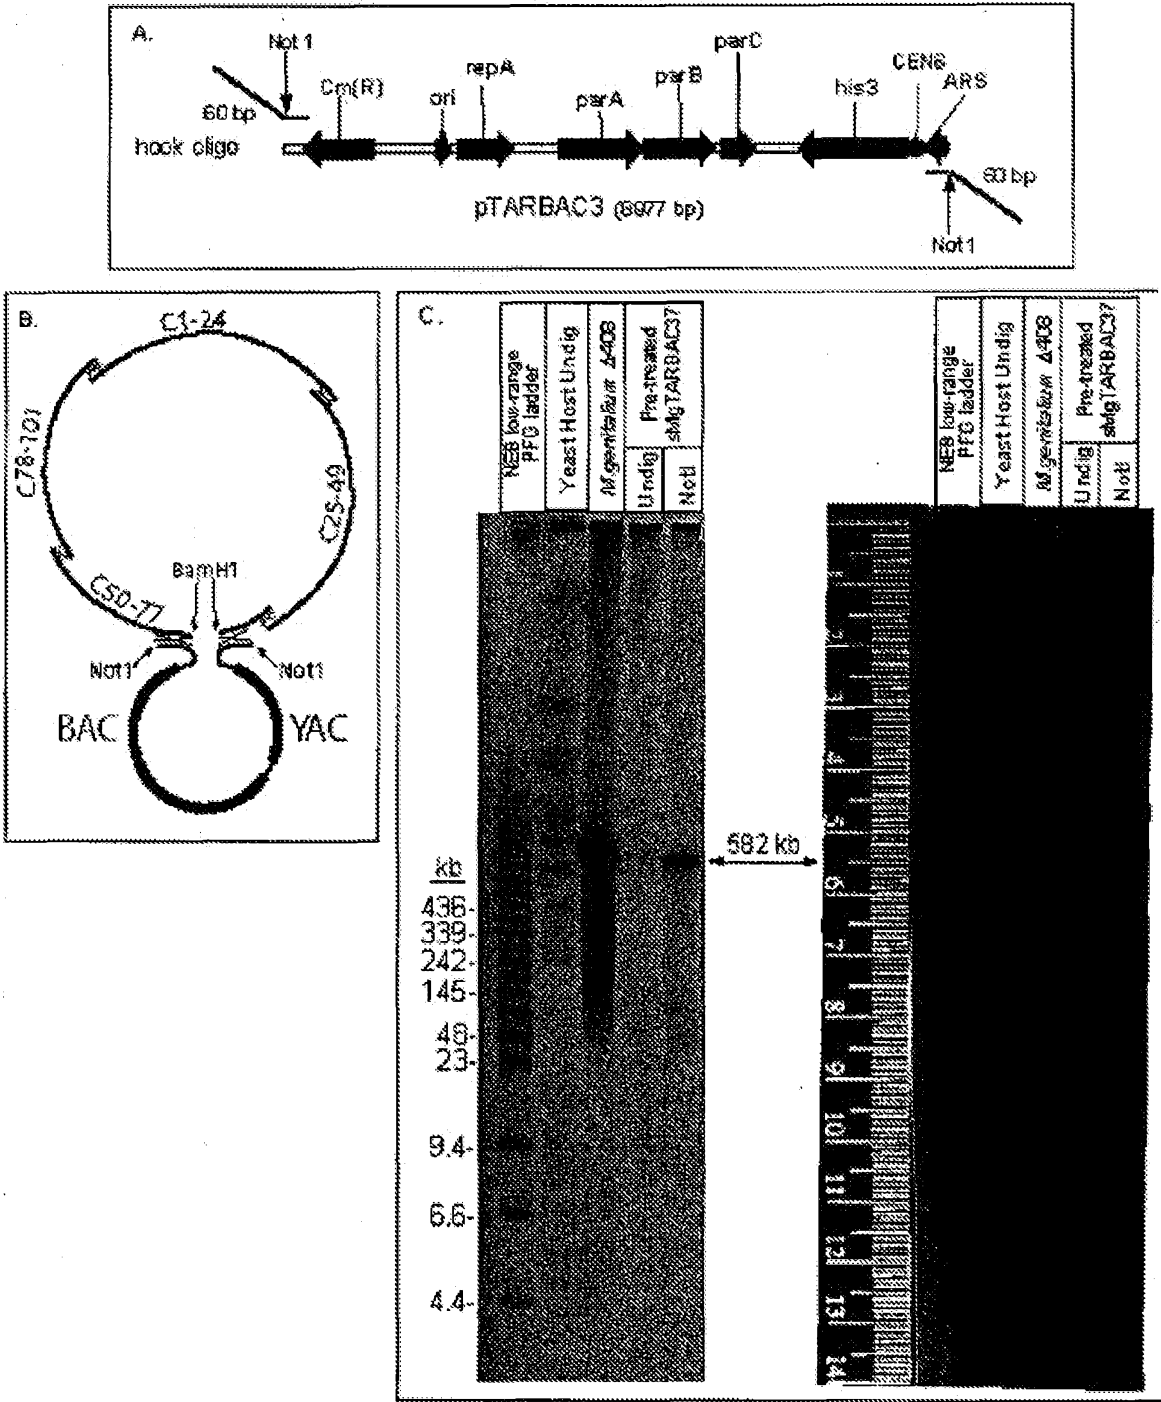 A.
Not1
Cm(R)
ori
repA
parA
parB
parC
his3
CEN6
ARS
60 bp
hook oligo
60 bp
Not1
pTARBAC3 (8977 bp)
B.
C1-24
C25-49
C50-77
C78-101
BamH1
Not1
Not1
BAC
YAC
C.
NEB low-range
PFG ladder
Yeast Host Undig
M.genitalium Δ408
Pre-treated
sMgTARBAC37
Undig
NotI
NEB low-range
PFG ladder
Yeast Host Undig
M.genitalium Δ408
Pre-treated
sMgTARBAC37
Undig
NotI
582 kb
kb
436-
339-
242-
145-
48-
23-
9.4-
6.6-
4.4-
3
4
5
6
7
8
9
10
11
12
13
14